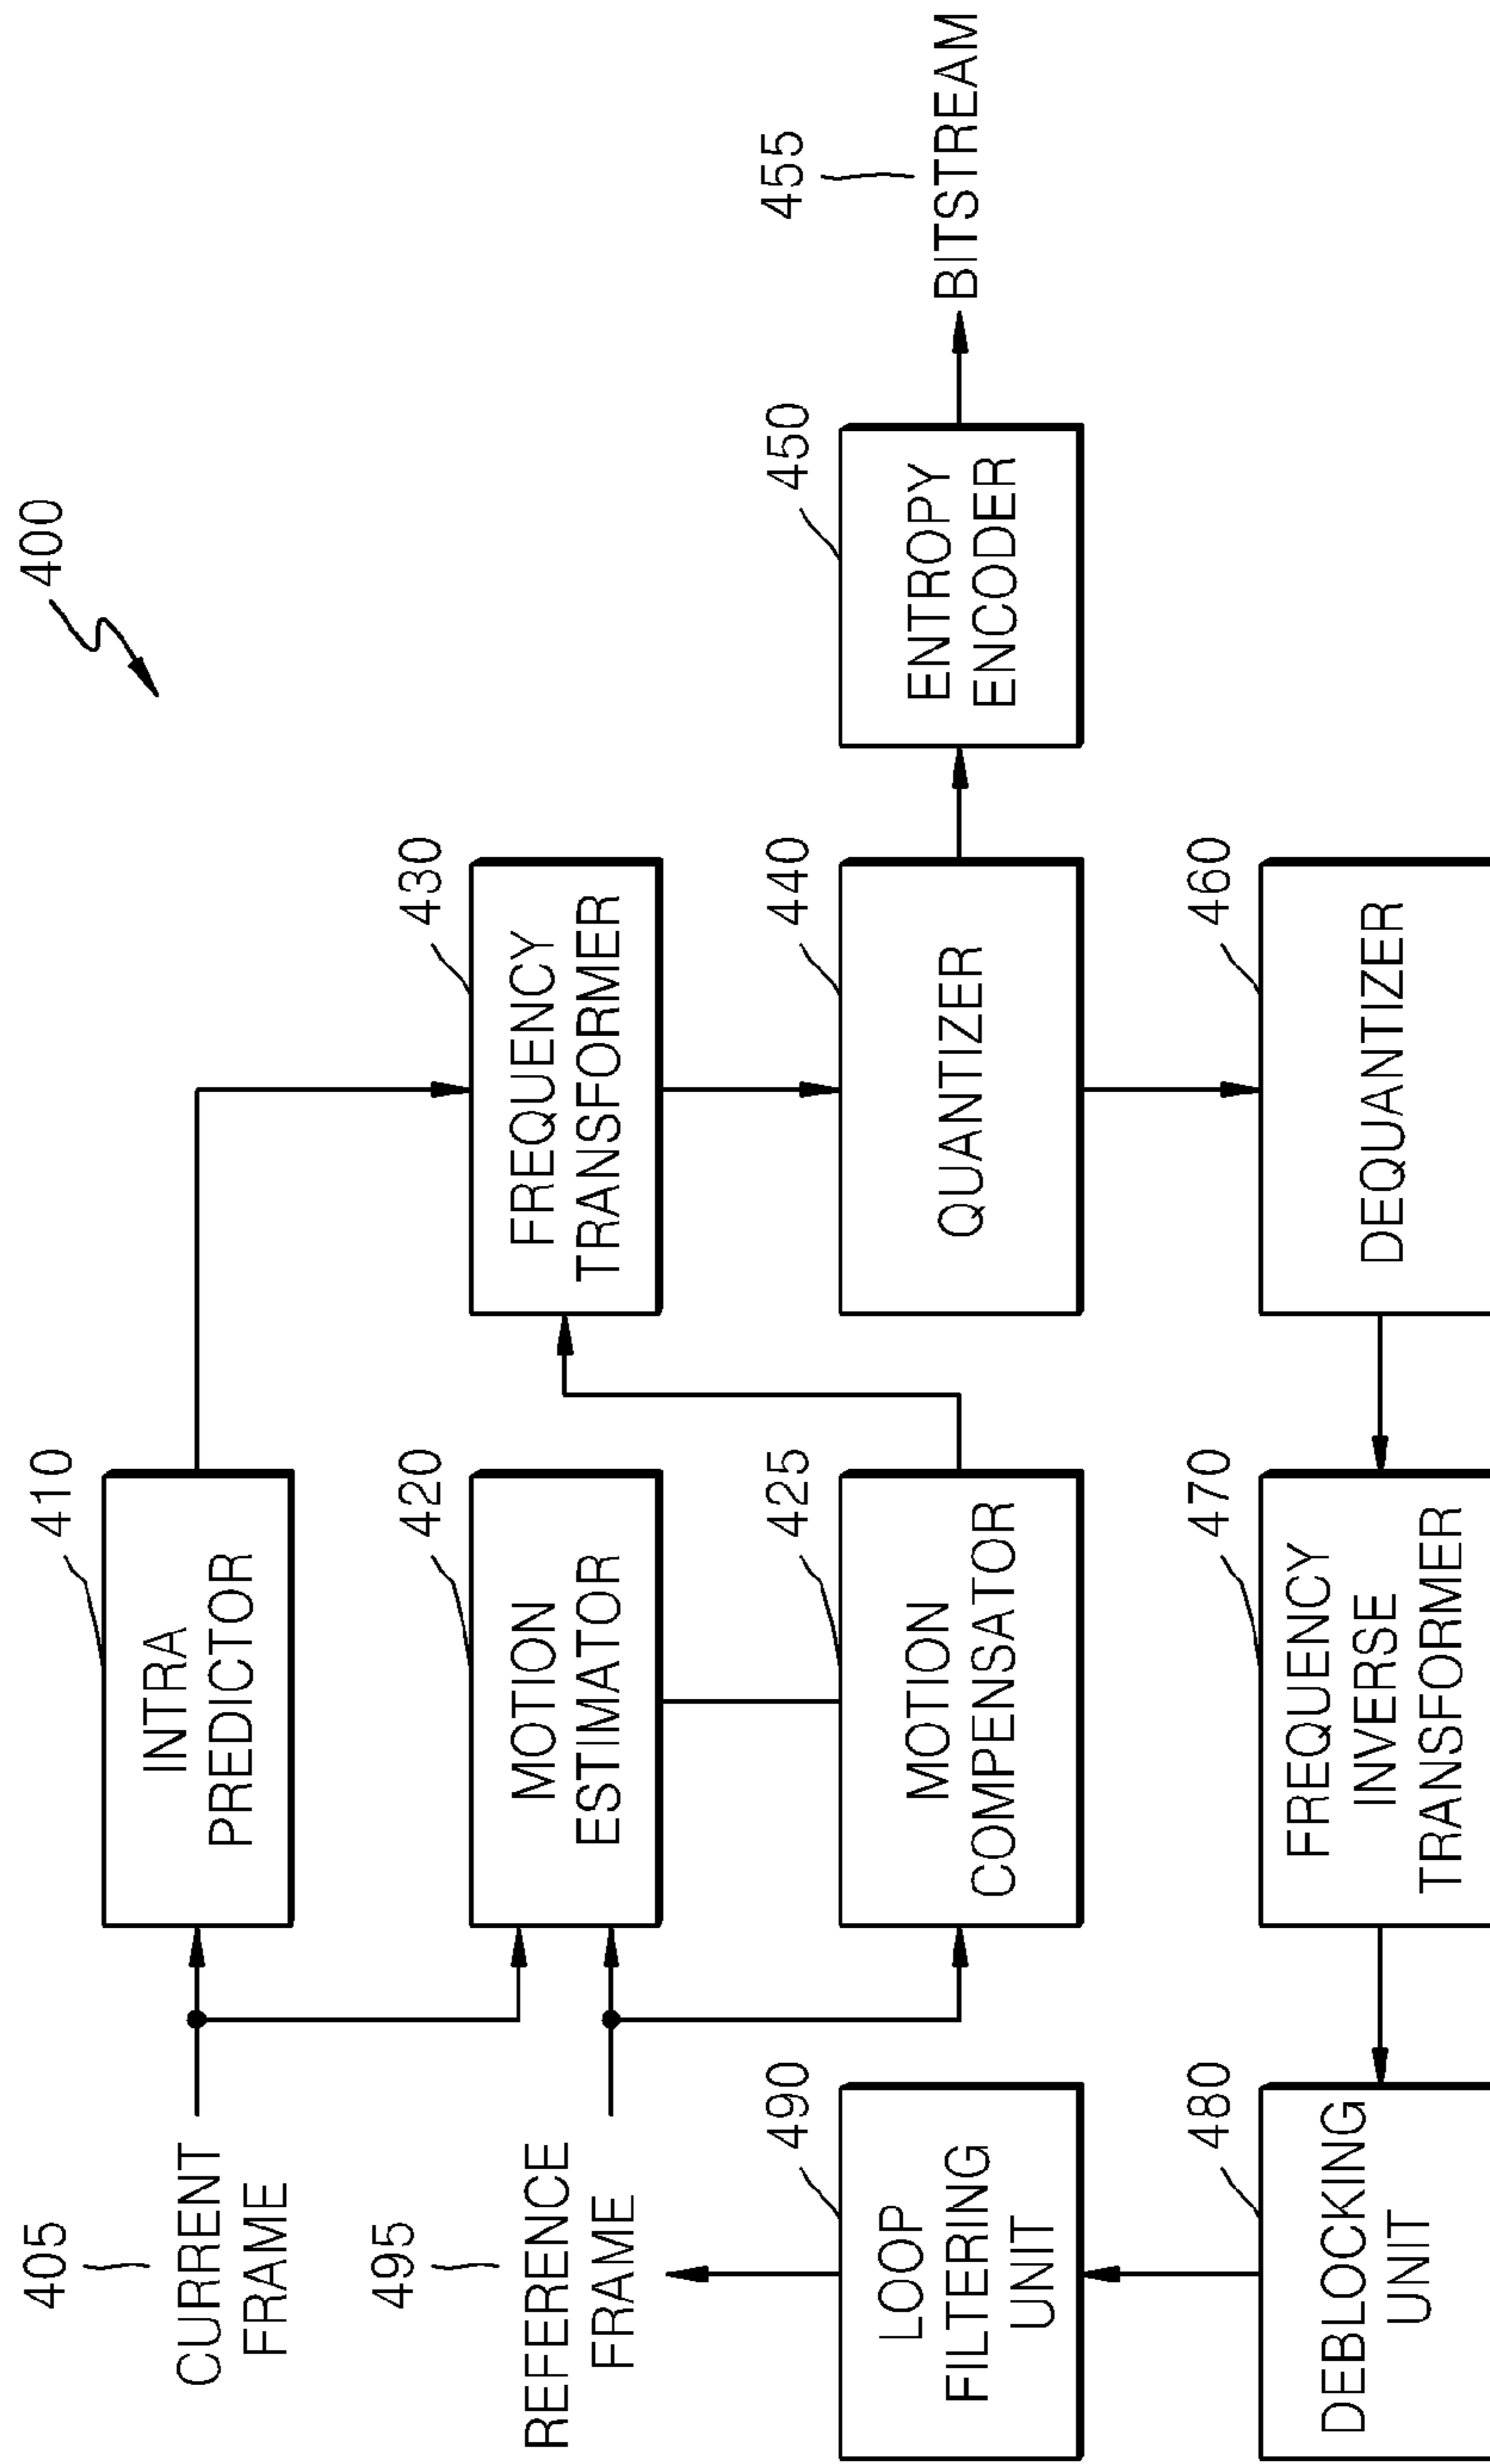 400
405
CURRENT
FRAME
410
INTRA
PREDICTOR
495
REFERENCE
FRAME
420
MOTION
ESTIMATOR
430
FREQUENCY
TRANSFORMER
490
LOOP
FILTERING
UNIT
425
MOTION
COMPENSATOR
440
QUANTIZER
450
ENTROPY
ENCODER
455
BITSTREAM
480
DEBLOCKING
UNIT
470
FREQUENCY
INVERSE
TRANSFORMER
460
DEQUANTIZER